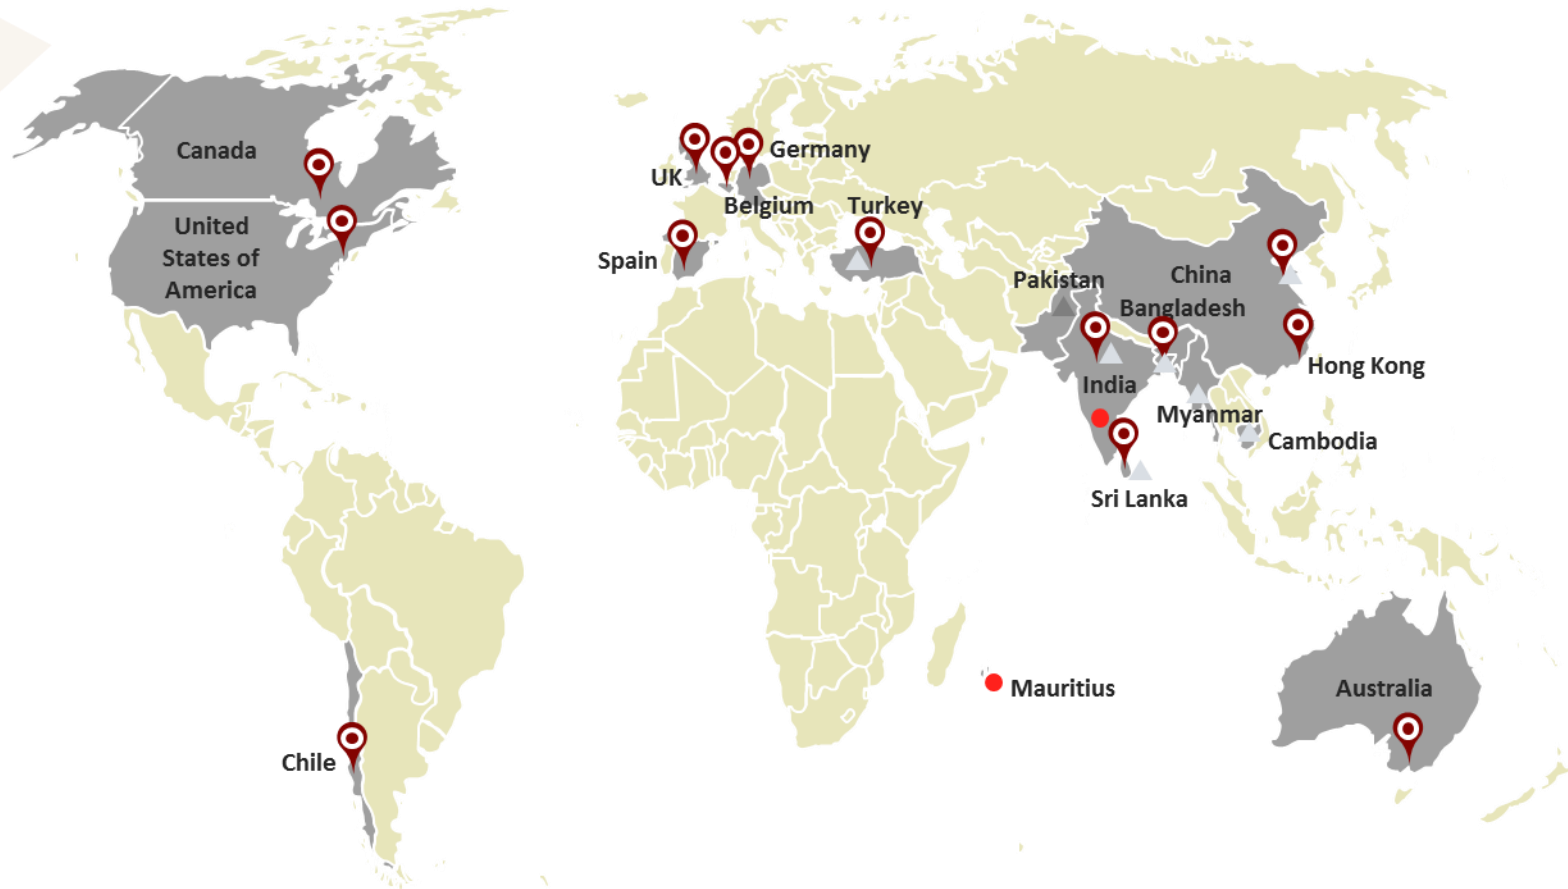 Canada
United
States of
America
UK
Germany
Belgium
Turkey
Spain
Pakistan
China
Bangladesh
India
Hong Kong
Myanmar
Cambodia
Sri Lanka
Mauritius
Australia
Chile